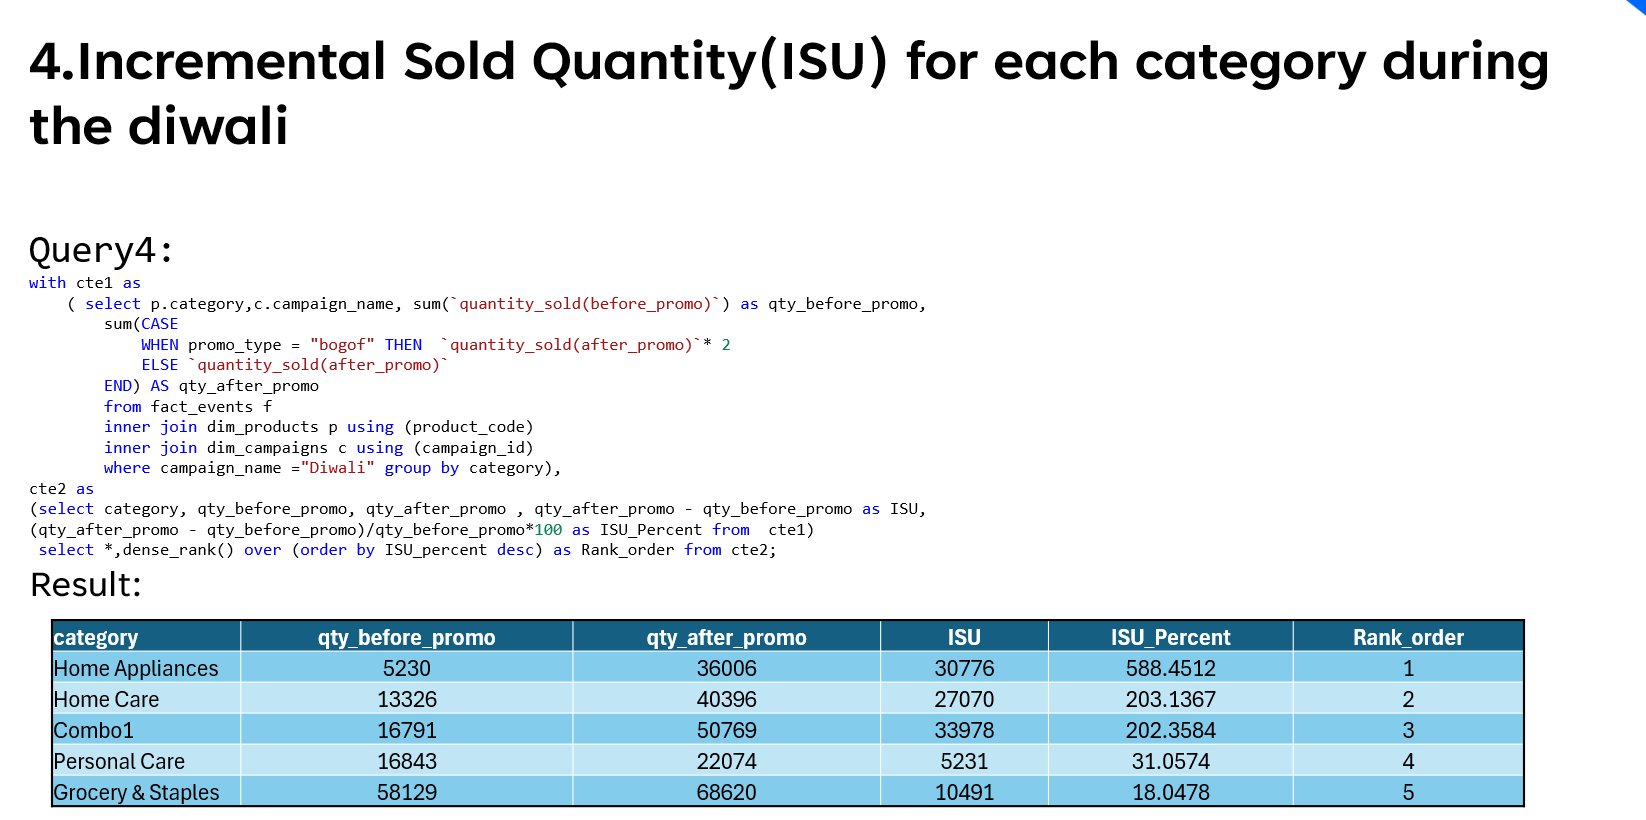 4.Incremental Sold Quantity(ISU) for each category during
the diwali
Query4:
with cte1 as
( select p.category,c.campaign_name, sum(`quantity_sold(before_promo)`) as qty_before_promo,
sum(CASE
WHEN promo_type = "bogof" THEN  `quantity_sold(after_promo)`* 2
ELSE `quantity_sold(after_promo)`
END) AS qty_after_promo
from fact_events f
inner join dim_products p using (product_code)
inner join dim_campaigns c using (campaign_id)
where campaign_name ="Diwali" group by category),
cte2 as
(select category, qty_before_promo, qty_after_promo , qty_after_promo - qty_before_promo as ISU,
(qty_after_promo - qty_before_promo)/qty_before_promo*100 as ISU_Percent from  cte1)
select *,dense_rank() over (order by ISU_percent desc) as Rank_order from cte2;
Result:
category qty_before_promo qty_after_promo ISU ISU_Percent Rank_order
Home Appliances 5230 36006 30776 588.4512 1
Home Care 13326 40396 27070 203.1367 2
Combo1 16791 50769 33978 202.3584 3
Personal Care 16843 22074 5231 31.0574 4
Grocery & Staples 58129 68620 10491 18.0478 5